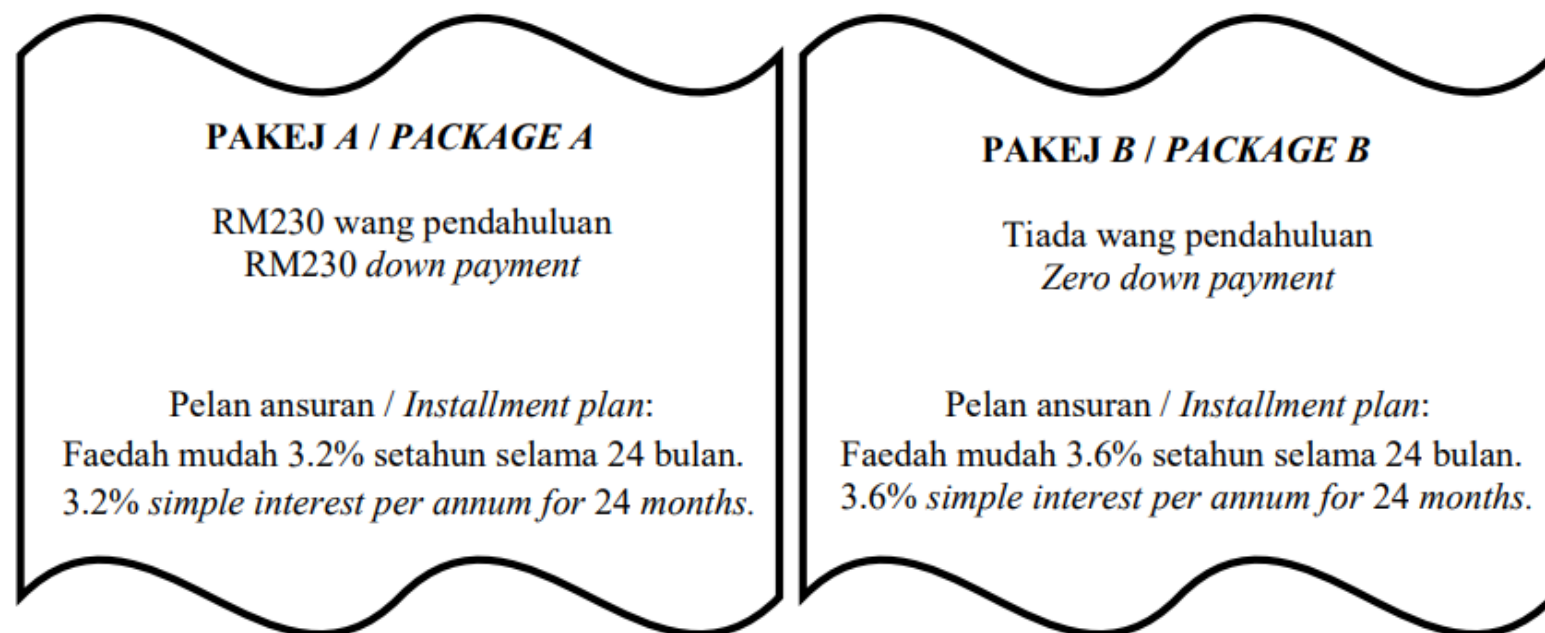 PAKEJ A / PACKAGE A
RM230 wang pendahuluan
RM230 down payment
Pelan ansuran / Installment plan:
Faedah mudah 3.2% setahun selama 24 bulan.
3.2% simple interest per annum for 24 months.
PAKEJ B / PACKAGE B
Tiada wang pendahuluan
Zero down payment
Pelan ansuran / Installment plan:
Faedah mudah 3.6% setahun selama 24 bulan.
3.6% simple interest per annum for 24 months.